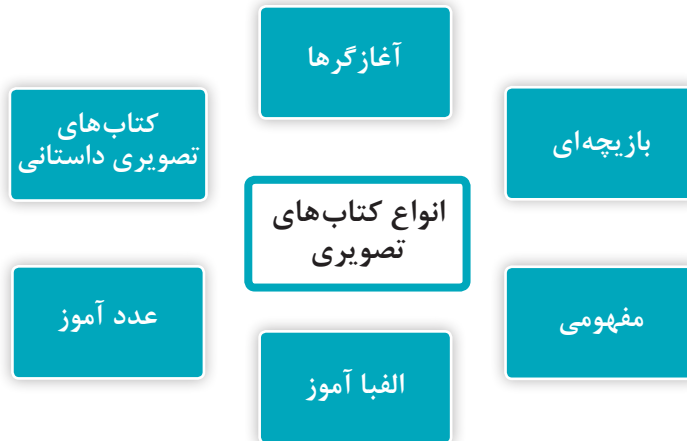 آغازگرها
بازیچه‌ای
کتاب‌های
تصویری داستانی
انواع کتاب‌های
تصویری
مفهومی
عدد آموز
الفبا آموز